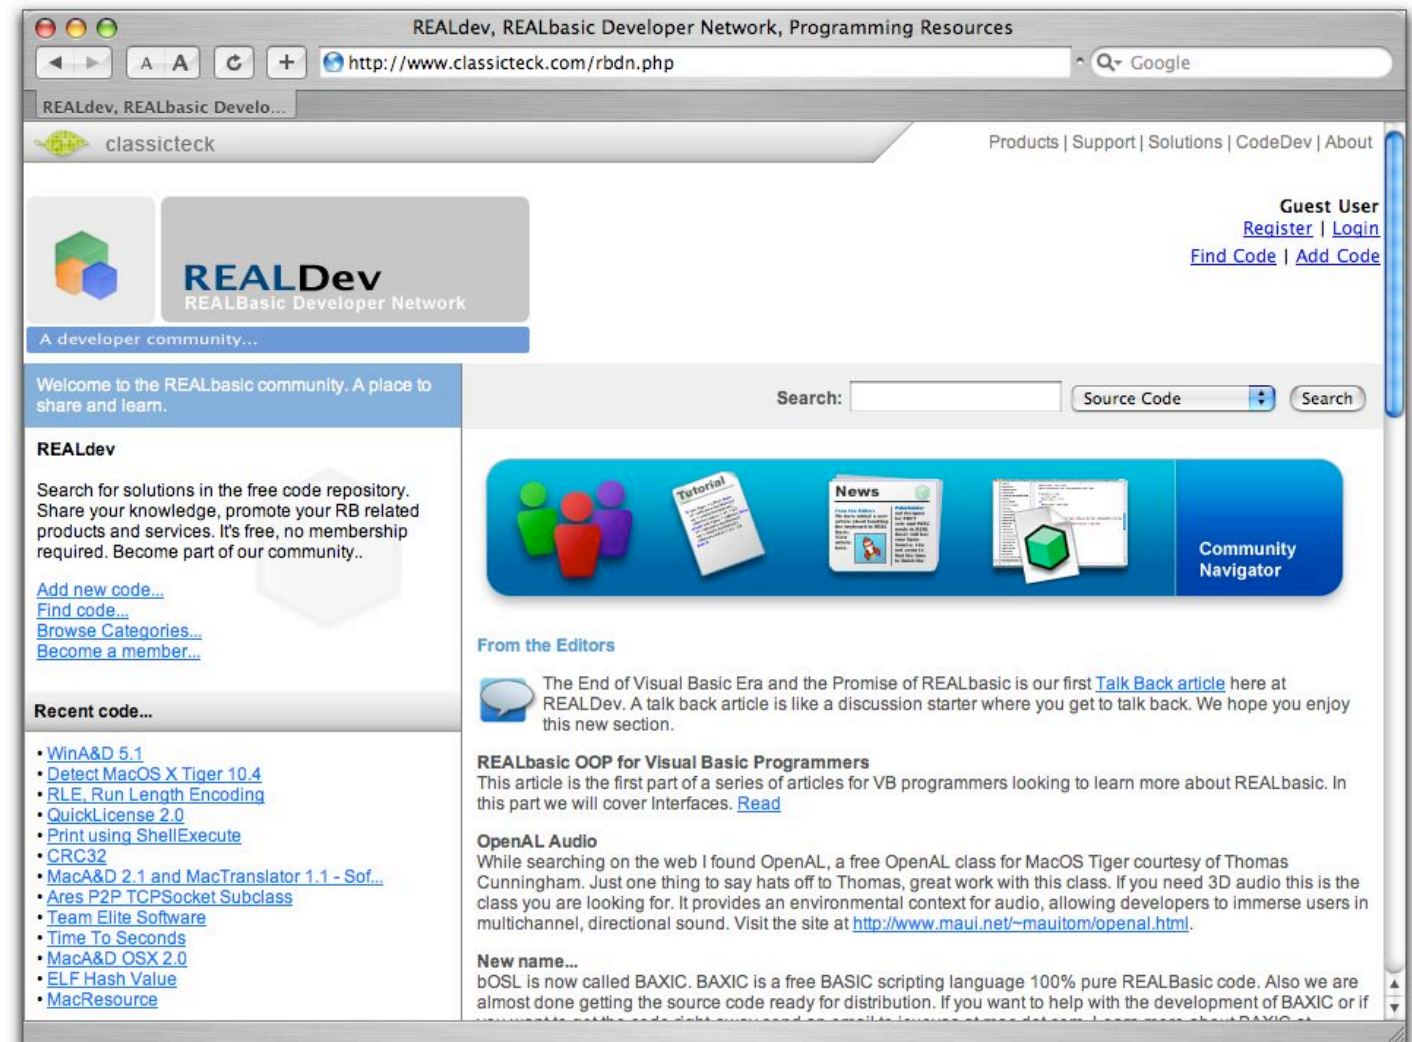 REALdev, REALbasic Developer Network, Programming Resources
A A
http://www.classicteck.com/rbdn.php
Google
REALdev, REALbasic Develo...
classicteck
Products | Support | Solutions | CodeDev | About
Guest User
Register | Login
Find Code | Add Code
REALDev
REALBasic Developer Network
A developer community...
Welcome to the REALbasic community. A place to
share and learn.
Search:
Source Code
Search
REALdev
Search for solutions in the free code repository.
Share your knowledge, promote your RB related
products and services. It's free, no membership
required. Become part of our community..
Add new code...
Find code...
Browse Categories...
Become a member...
Recent code...
• WinA&D 5.1
• Detect MacOS X Tiger 10.4
• RLE, Run Length Encoding
• QuickLicense 2.0
• Print using ShellExecute
• CRC32
• MacA&D 2.1 and MacTranslator 1.1 - Sof...
• Ares P2P TCPSocket Subclass
• Team Elite Software
• Time To Seconds
• MacA&D OSX 2.0
• ELF Hash Value
• MacResource
Tutorial
News
Community
Navigator
From the Editors
The End of Visual Basic Era and the Promise of REALbasic is our first Talk Back article here at
REALDev. A talk back article is like a discussion starter where you get to talk back. We hope you enjoy
this new section.
REALbasic OOP for Visual Basic Programmers
This article is the first part of a series of articles for VB programmers looking to learn more about REALbasic. In
this part we will cover Interfaces. Read
OpenAL Audio
While searching on the web I found OpenAL, a free OpenAL class for MacOS Tiger courtesy of Thomas
Cunningham. Just one thing to say hats off to Thomas, great work with this class. If you need 3D audio this is the
class you are looking for. It provides an environmental context for audio, allowing developers to immerse users in
multichannel, directional sound. Visit the site at http://www.maui.net/~mauitom/openal.html.
New name...
bOSL is now called BAXIC. BAXIC is a free BASIC scripting language 100% pure REALBasic code. Also we are
almost done getting the source code ready for distribution. If you want to help with the development of BAXIC or if